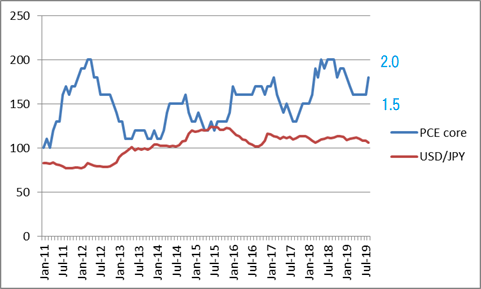 250
200
150
100
50
0
2.0
1.5
PCE core
USD/JPY
Jan-11
Jul-11
Jan-12
Jul-12
Jan-13
Jul-13
Jan-14
Jul-14
Jan-15
Jul-15
Jan-16
Jul-16
Jan-17
Jul-17
Jan-18
Jul-18
Jan-19
Jul-19